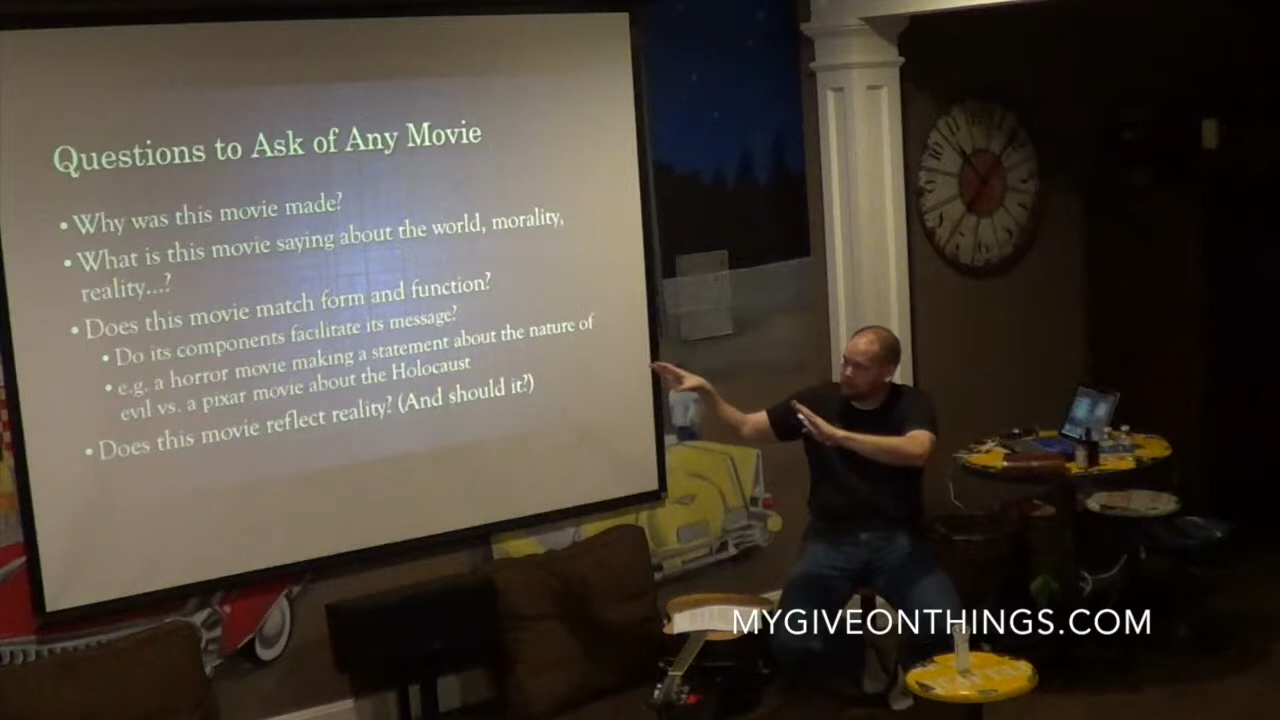 Questions to Ask of Any Movie
• Why was this movie made?
• What is this movie saying about the world, morality,
reality...?
• Does this movie match form and function?
• Do its components facilitate its message?
• e.g. a horror movie making a statement about the nature of
evil vs. a pixar movie about the Holocaust
• Does this movie reflect reality? (And should it?)
MYGIVEONTHINGS.COM